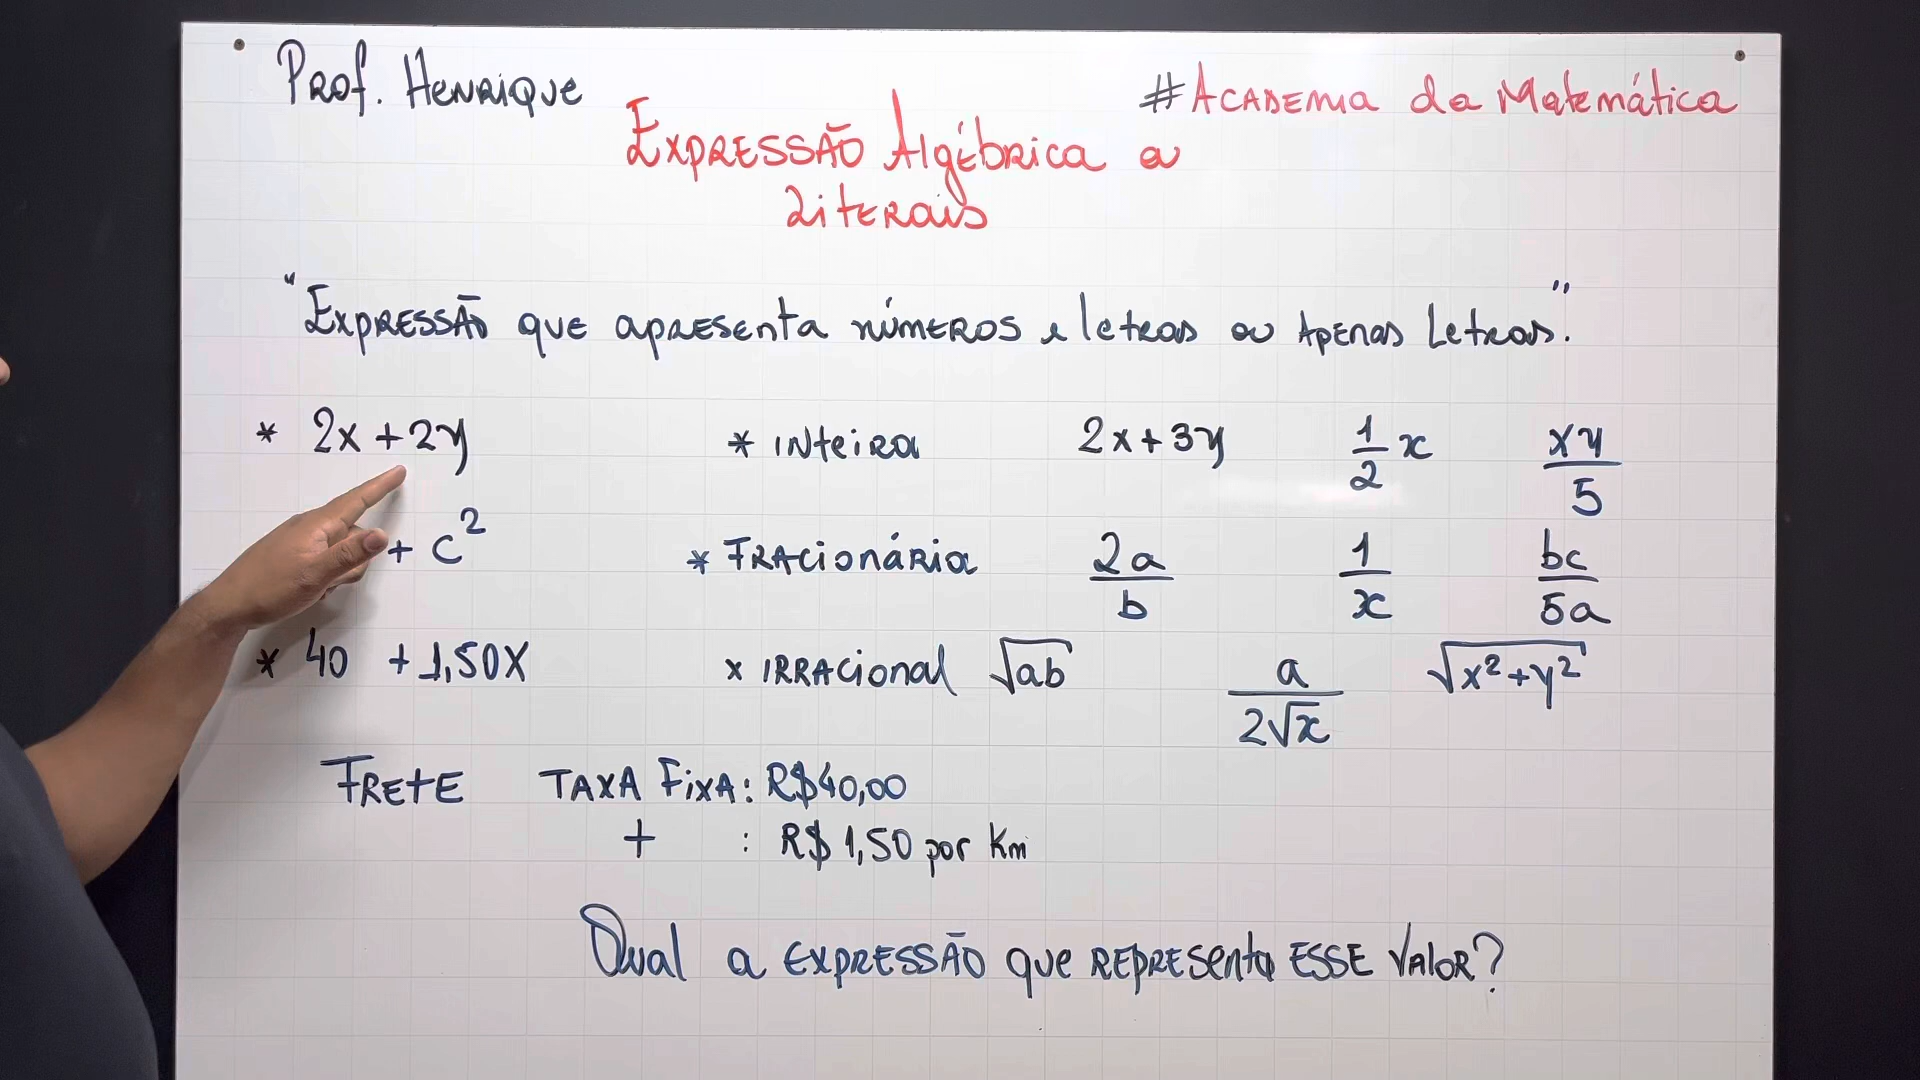 Prof. Henrique
#Academia da Matemática
Expressão Algébrica ou
Literais
"Expressão que apresenta números e letras ou Apenas Letras."
* 2x + 2y
* inteira 2x + 3y 1/2 x xy/5
+ c²
* Fracionária 2a/b 1/x bc/5a
* 40 + 1,50x
x irracional √ab a/2√x √x²+y²
Frete Taxa Fixa: R$40,00
+ : R$ 1,50 por Km
Qual a expressão que representa esse valor?